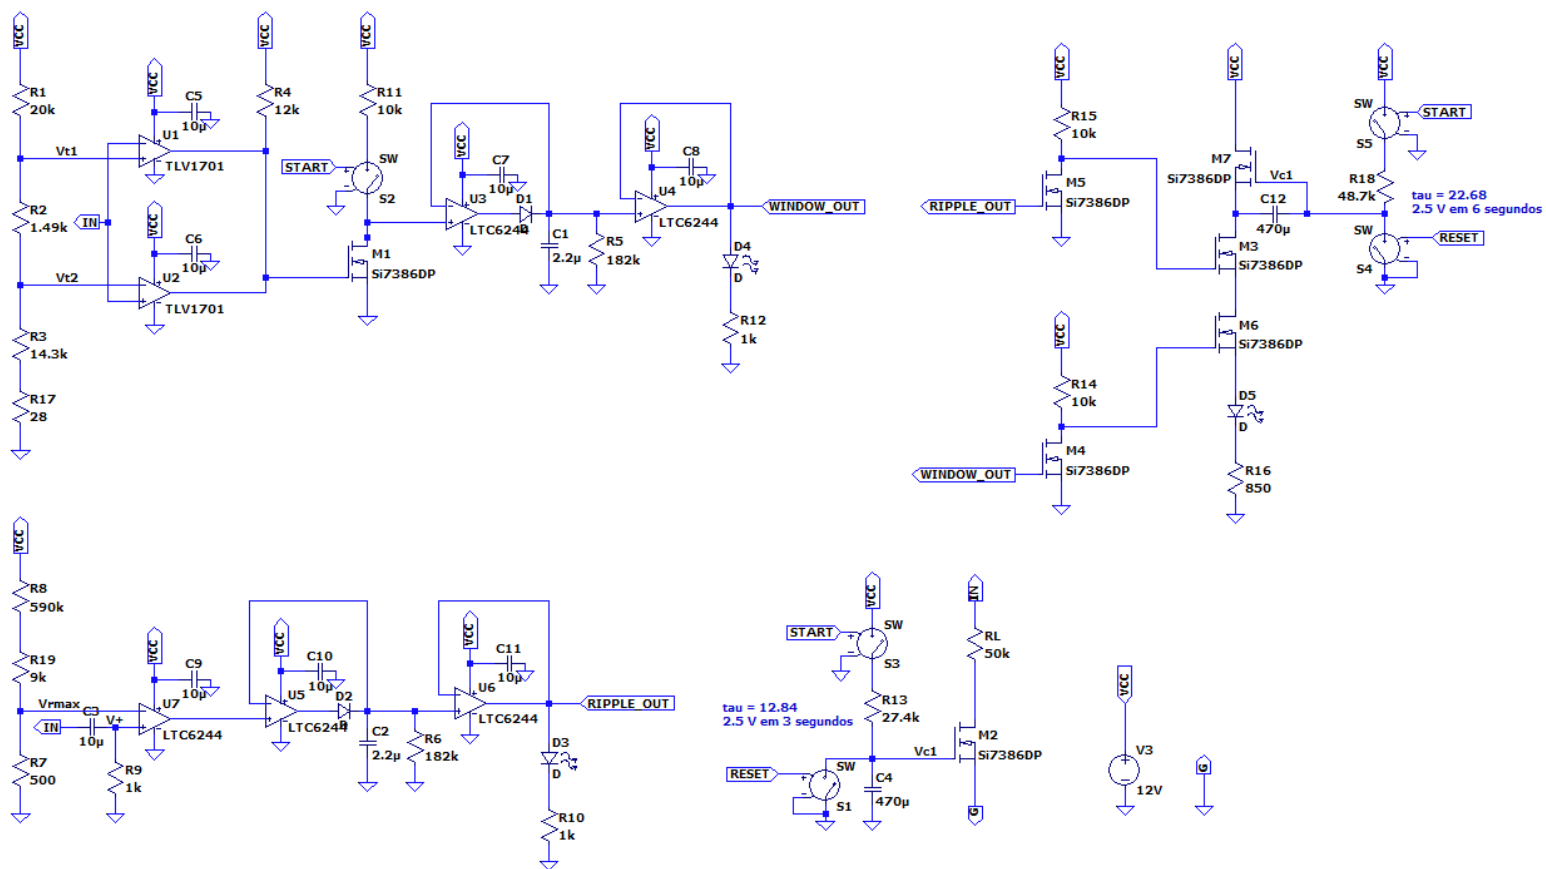 VCC
R1
20k
Vt1
R2
1.49k
IN
Vt2
R3
14.3k
R17
28
VCC
C5
10µ
U1
TLV1701
VCC
C6
10µ
U2
TLV1701
VCC
R4
12k
VCC
R11
10k
START
SW
S2
M1
Si7386DP
VCC
C7
10µ
U3
LTC6244
D1
D
C1
2.2µ
R5
182k
VCC
C8
10µ
U4
LTC6244
WINDOW_OUT
D4
D
R12
1k
VCC
R15
10k
M5
Si7386DP
RIPPLE_OUT
VCC
R14
10k
M4
Si7386DP
WINDOW_OUT
VCC
M7
Si7386DP
Vc1
C12
470µ
M3
Si7386DP
M6
Si7386DP
D5
D
R16
850
VCC
SW
START
S5
R18
48.7k
tau = 22.68
2.5 V em 6 segundos
SW
RESET
S4
VCC
R8
590k
R19
9k
Vrmax
IN
C3
10µ
V+
R7
500
R9
1k
VCC
C9
10µ
U7
LTC6244
VCC
C10
10µ
U5
LTC6244
D2
D
C2
2.2µ
R6
182k
VCC
C11
10µ
U6
LTC6244
RIPPLE_OUT
D3
D
R10
1k
VCC
START
SW
S3
tau = 12.84
2.5 V em 3 segundos
R13
27.4k
RESET
SW
S1
Vc1
C4
470µ
IN
RL
50k
M2
Si7386DP
G
VCC
V3
12V
G